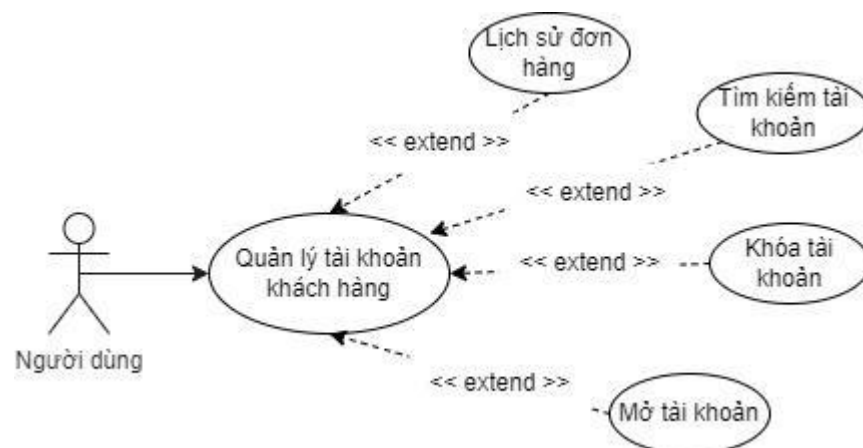 Lịch sử đơn
hàng
Tìm kiếm tài
khoản
<< extend >>
<< extend >>
Quản lý tài khoản
khách hàng
<< extend >>
Khóa tài
khoản
Người dùng
<< extend >>
Mở tài khoản